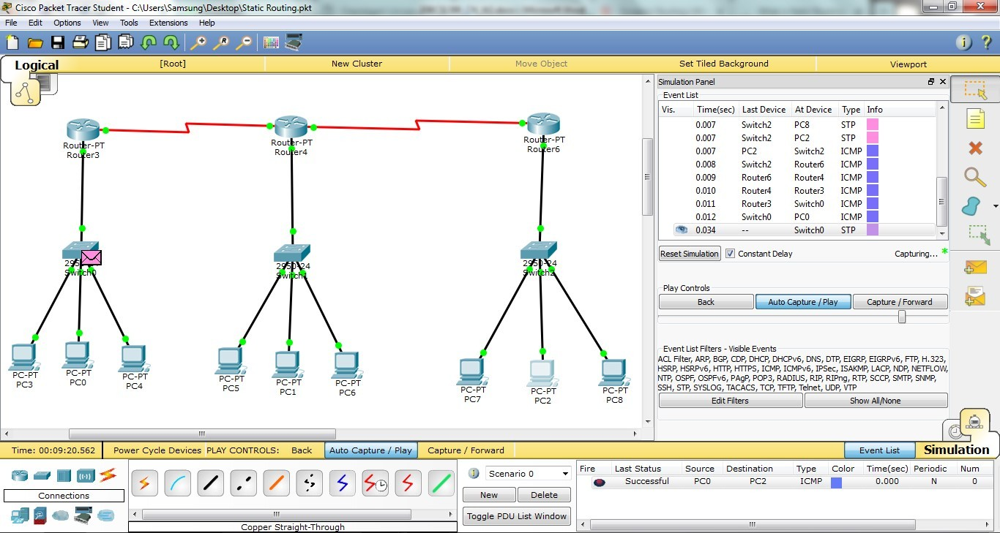 Cisco Packet Tracer Student - C:\Users\Samsung\Desktop\Static Routing.pkt
File Edit Options View Tools Extensions Help
Logical [Root] New Cluster Move Object Set Tiled Background Viewport
Router-PT
Router3
Router-PT
Router4
Router-PT
Router6
Switch0
2950-24
Switch1
2950-24
Switch2
PC-PT
PC3
PC-PT
PC0
PC-PT
PC4
PC-PT
PC5
PC-PT
PC1
PC-PT
PC6
PC-PT
PC7
PC-PT
PC2
PC-PT
PC8
Simulation Panel
Event List
Vis. Time(sec) Last Device At Device Type Info
0.007 Switch2 PC8 STP
0.007 Switch2 PC2 STP
0.007 PC2 Switch2 ICMP
0.008 Switch2 Router6 ICMP
0.009 Router6 Router4 ICMP
0.010 Router4 Router3 ICMP
0.011 Router3 Switch0 ICMP
0.012 Switch0 PC0 ICMP
0.034 -- Switch0 STP
Reset Simulation Constant Delay Capturing... *
Play Controls
Back Auto Capture / Play Capture / Forward
Event List Filters - Visible Events
ACL Filter, ARP, BGP, CDP, DHCP, DHCPv6, DNS, DTP, EIGRP, EIGRPv6, FTP, H.323,
HSRP, HSRPv6, HTTP, HTTPS, ICMP, ICMPv6, IPSec, ISAKMP, LACP, NDP, NETFLOW,
NTP, OSPF, OSPFv6, PAgP, POP3, RADIUS, RIP, RIPng, RTP, SCCP, SMTP, SNMP,
SSH, STP, SYSLOG, TACACS, TCP, TFTP, Telnet, UDP, VTP
Edit Filters Show All/None
Time: 00:09:20.562 Power Cycle Devices PLAY CONTROLS: Back Auto Capture / Play Capture / Forward Event List Simulation
Connections
Copper Straight-Through
Scenario 0
New Delete
Toggle PDU List Window
Fire Last Status Source Destination Type Color Time(sec) Periodic Num
Successful PC0 PC2 ICMP 0.000 N 0